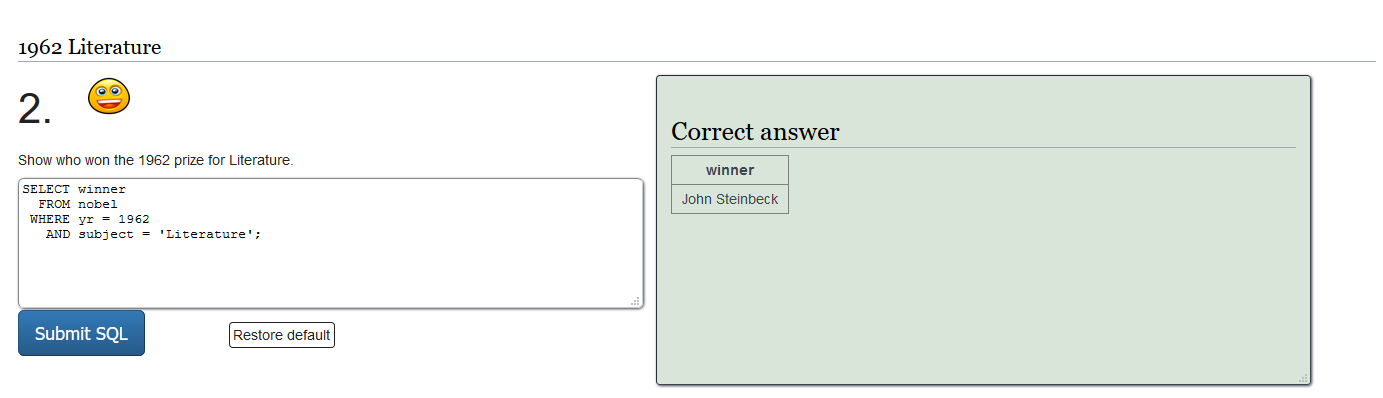 1962 Literature
2.
Show who won the 1962 prize for Literature.
SELECT winner
FROM nobel
WHERE yr = 1962
AND subject = 'Literature';
Submit SQL
Restore default
Correct answer
winner
John Steinbeck